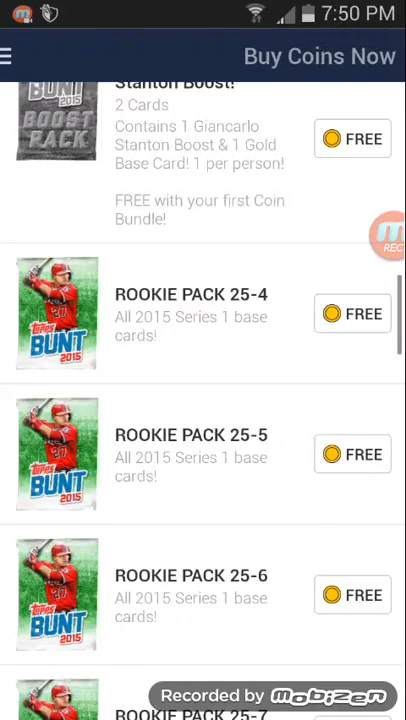 7:50 PM
Buy Coins Now
Stanton Boost!
2 Cards
Contains 1 Giancarlo
Stanton Boost & 1 Gold
Base Card! 1 per person!
FREE with your first Coin
Bundle!
FREE
BUNT
2015
BOOST
PACK
REC
ROOKIE PACK 25-4
All 2015 Series 1 base
cards!
FREE
TOPPS
BUNT
2015
ROOKIE PACK 25-5
All 2015 Series 1 base
cards!
FREE
TOPPS
BUNT
2015
ROOKIE PACK 25-6
All 2015 Series 1 base
cards!
FREE
TOPPS
BUNT
2015
ROOKIE PACK 25-7
Recorded by mobizen